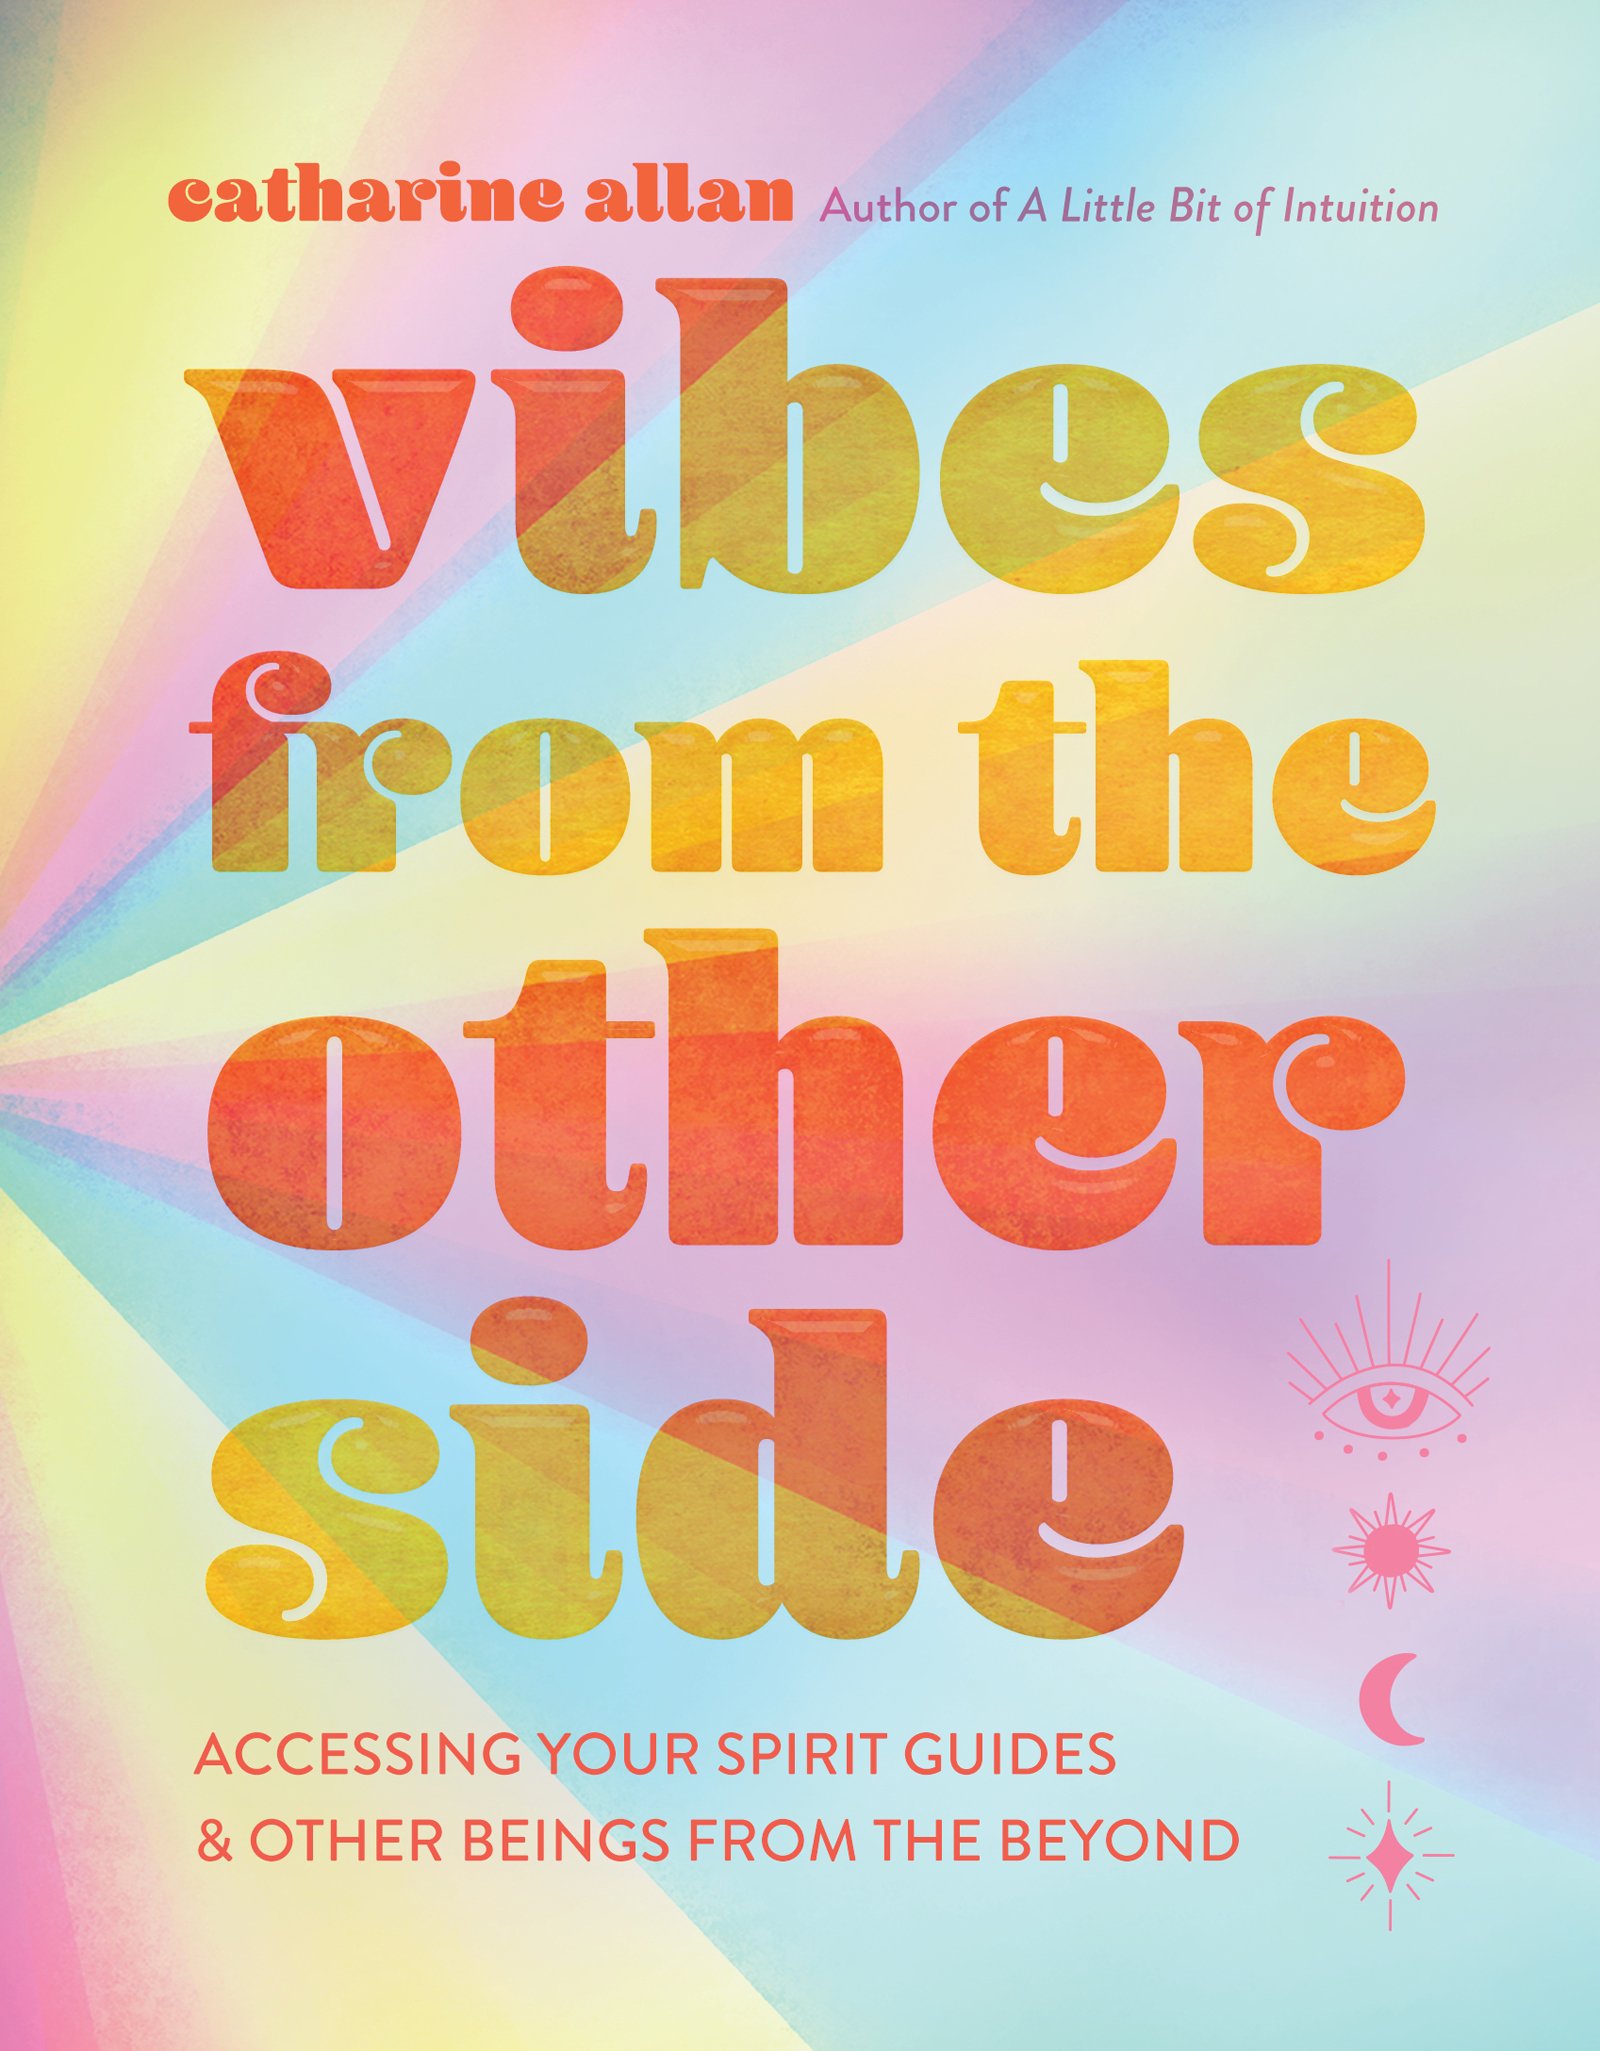 catharine allan Author of A Little Bit of Intuition
vibes
from the
other
side
ACCESSING YOUR SPIRIT GUIDES
& OTHER BEINGS FROM THE BEYOND